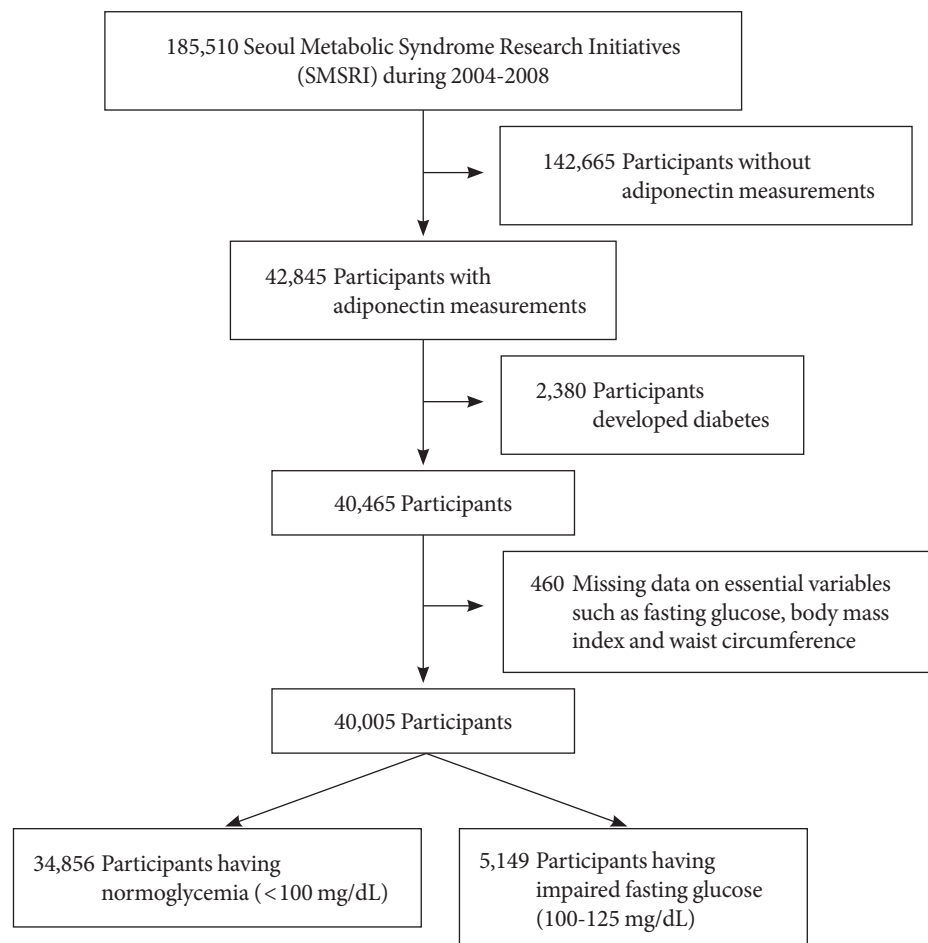 185,510 Seoul Metabolic Syndrome Research Initiatives
(SMSRI) during 2004-2008
142,665 Participants without
adiponectin measurements
42,845 Participants with
adiponectin measurements
2,380 Participants
developed diabetes
40,465 Participants
460 Missing data on essential variables
such as fasting glucose, body mass
index and waist circumference
40,005 Participants
34,856 Participants having
normoglycemia (<100 mg/dL)
5,149 Participants having
impaired fasting glucose
(100-125 mg/dL)